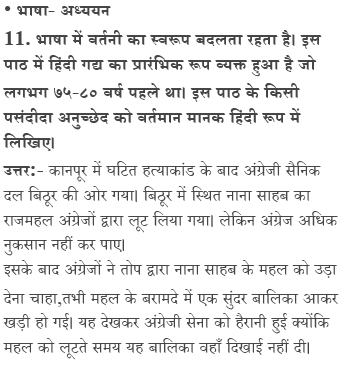 • भाषा- अध्ययन
11. भाषा में वर्तनी का स्वरूप बदलता रहता है। इस
पाठ में हिंदी गद्य का प्रारंभिक रूप व्यक्त हुआ है जो
लगभग ७५-८० वर्ष पहले था। इस पाठ के किसी
पसंदीदा अनुच्छेद को वर्तमान मानक हिंदी रूप में
लिखिए।
उत्तर:- कानपूर में घटित हत्याकांड के बाद अंग्रेजी सैनिक
दल बिठूर की ओर गया। बिठूर में स्थित नाना साहब का
राजमहल अंग्रेजों द्वारा लूट लिया गया। लेकिन अंग्रेज अधिक
नुकसान नहीं कर पाए।
इसके बाद अंग्रेजों ने तोप द्वारा नाना साहब के महल को उड़ा
देना चाहा,तभी महल के बरामदे में एक सुंदर बालिका आकर
खड़ी हो गई। यह देखकर अंग्रेजी सेना को हैरानी हुई क्योंकि
महल को लूटते समय यह बालिका वहाँ दिखाई नहीं दी।